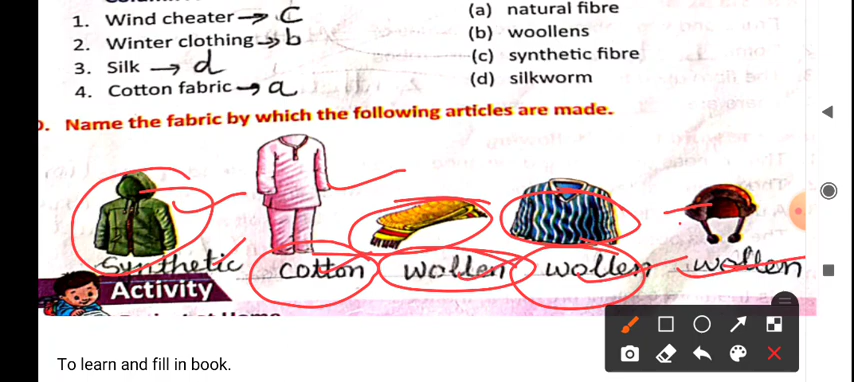 1. Wind cheater → C (a) natural fibre
2. Winter clothing → b (b) woollens
3. Silk → d (c) synthetic fibre
4. Cotton fabric → a (d) silkworm
D. Name the fabric by which the following articles are made.
Synthetic cotton wollen wollen wollen
Activity
To learn and fill in book.